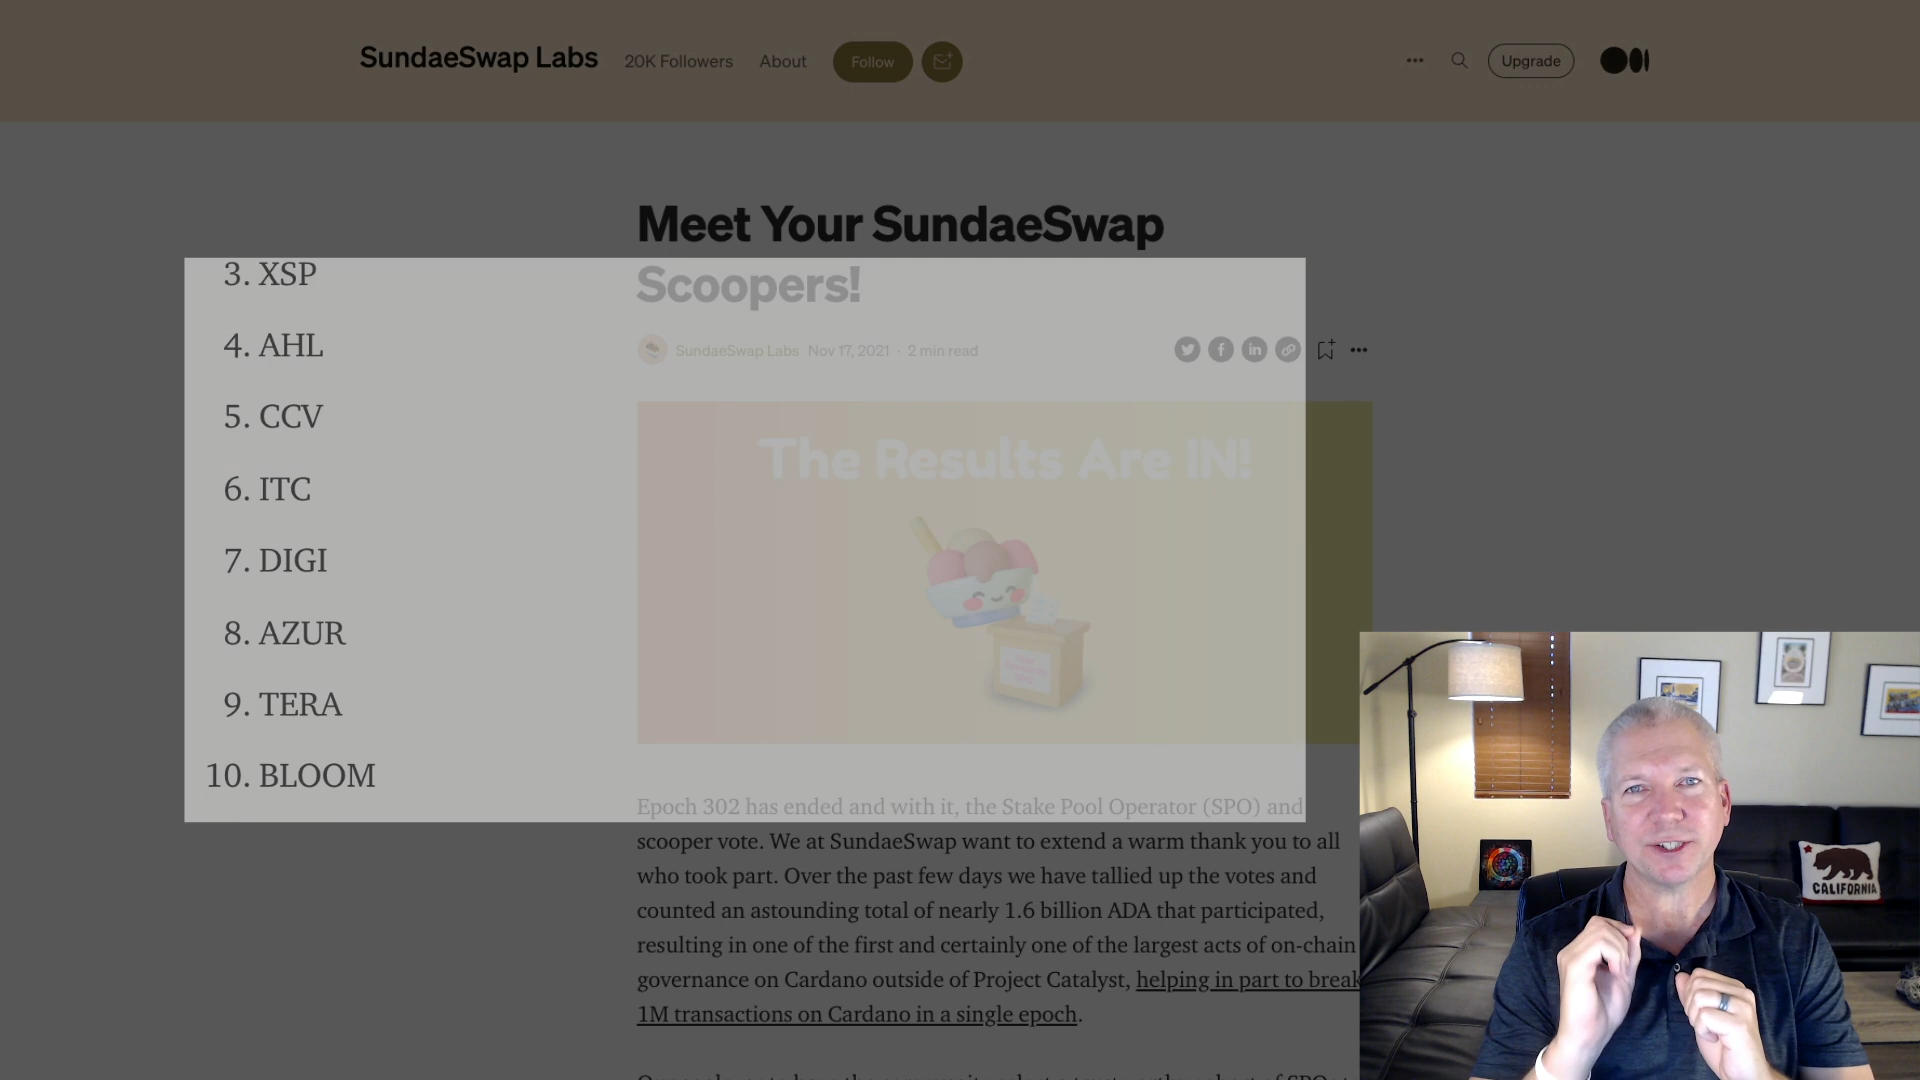 SundaeSwap Labs 20K Followers About Follow Upgrade
Meet Your SundaeSwap
Scoopers!
SundaeSwap Labs Nov 17, 2021 · 2 min read
The Results Are IN!
3. XSP
4. AHL
5. CCV
6. ITC
7. DIGI
8. AZUR
9. TERA
10. BLOOM
Epoch 302 has ended and with it, the Stake Pool Operator (SPO) and
scooper vote. We at SundaeSwap want to extend a warm thank you to all
who took part. Over the past few days we have tallied up the votes and
counted an astounding total of nearly 1.6 billion ADA that participated,
resulting in one of the first and certainly one of the largest acts of on-chain
governance on Cardano outside of Project Catalyst, helping in part to break
1M transactions on Cardano in a single epoch.
CALIFORNIA